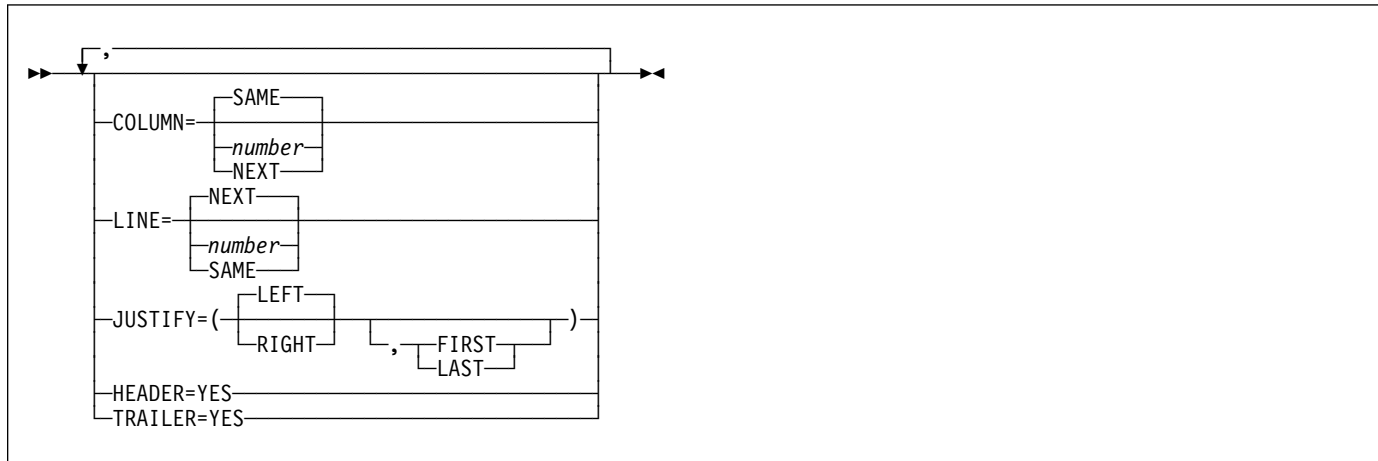 ,
SAME
COLUMN=
number
NEXT
NEXT
LINE=
number
SAME
LEFT
JUSTIFY=( )
RIGHT , FIRST
LAST
HEADER=YES
TRAILER=YES